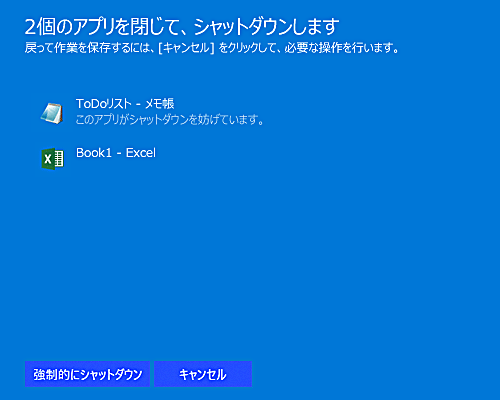 2個のアプリを閉じて、シャットダウンします
戻って作業を保存するには、[キャンセル] をクリックして、必要な操作を行います。
ToDoリスト - メモ帳
このアプリがシャットダウンを妨げています。
Book1 - Excel
強制的にシャットダウン
キャンセル